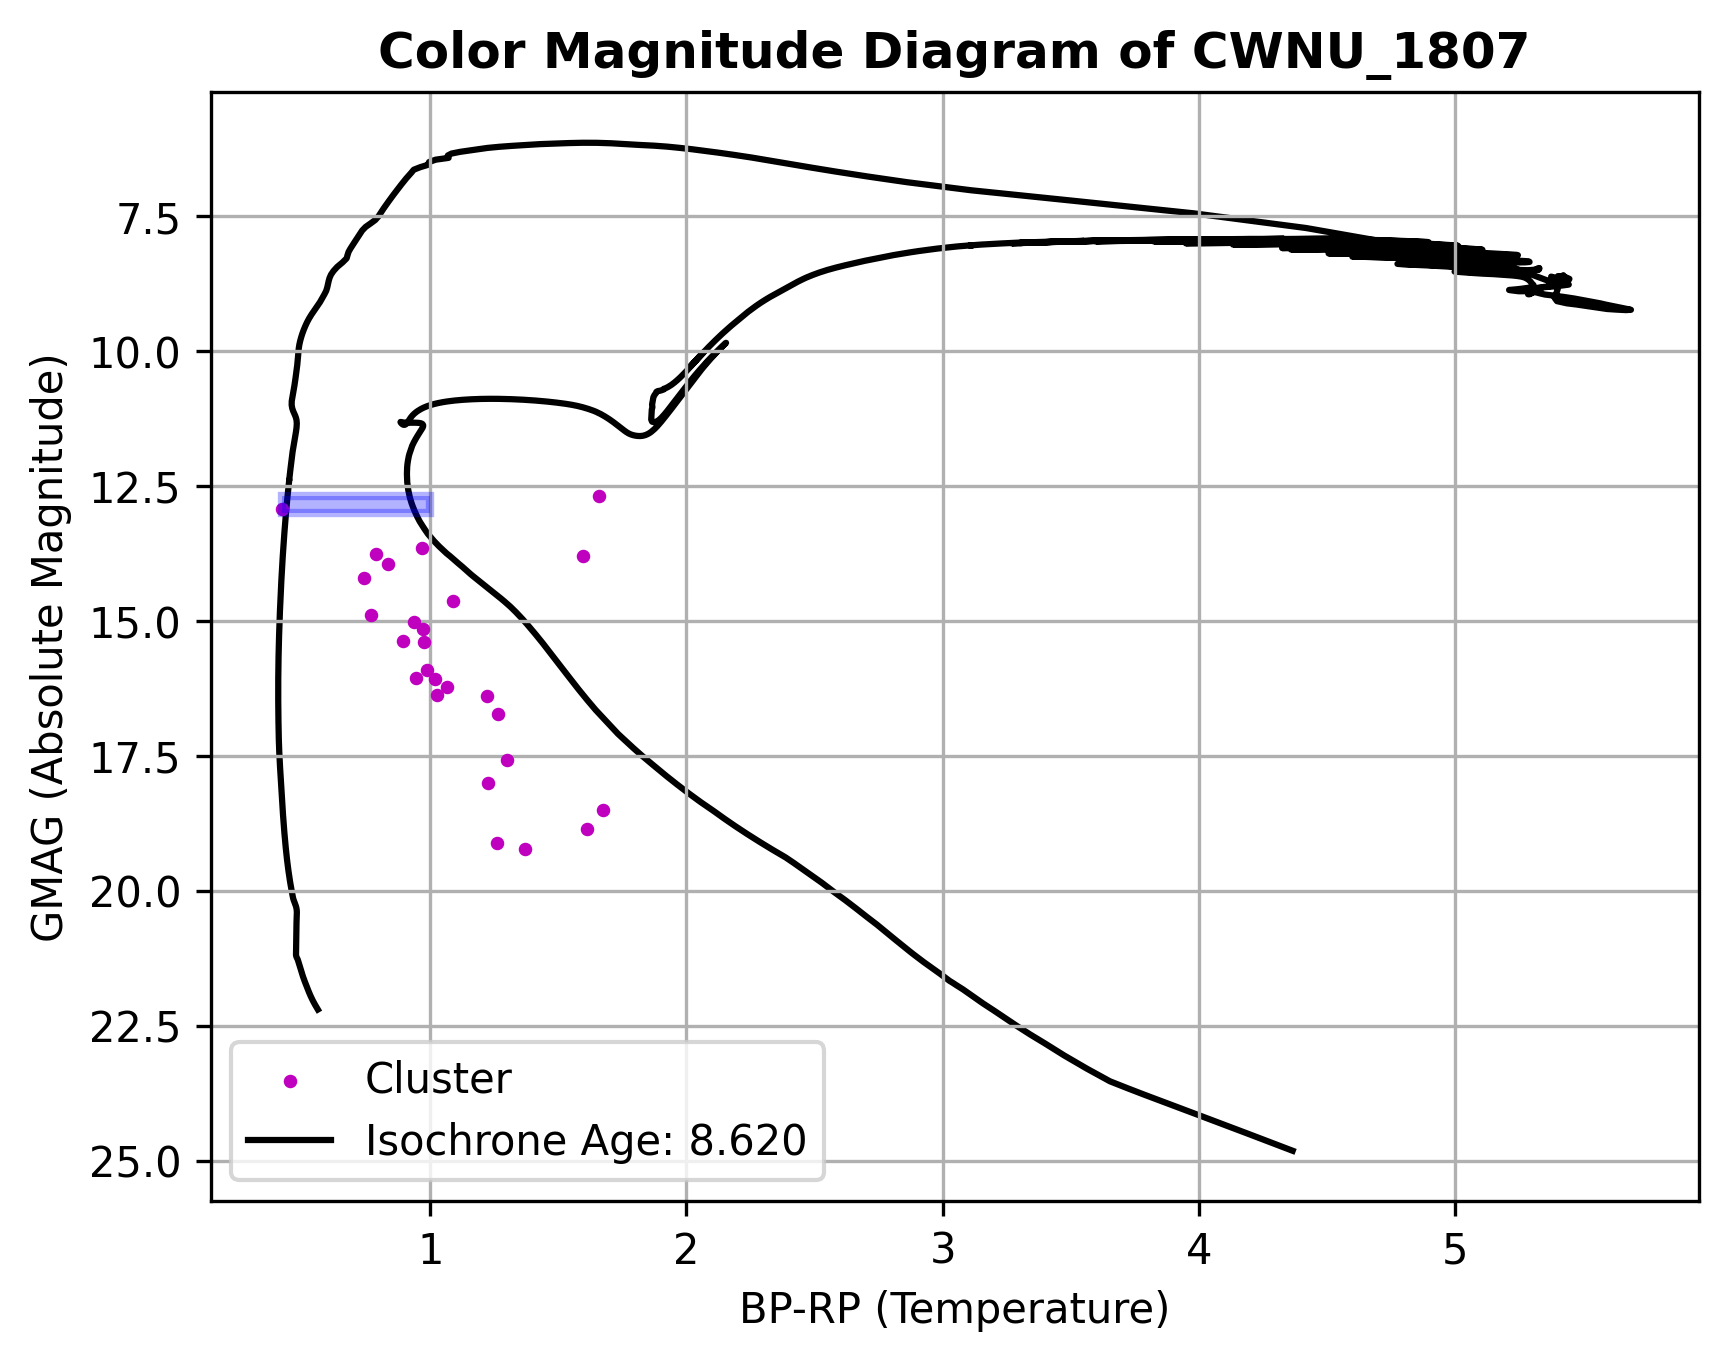 Color Magnitude Diagram of CWNU_1807
GMAG (Absolute Magnitude)
7.5
10.0
12.5
15.0
17.5
20.0
22.5
25.0
Cluster
Isochrone Age: 8.620
1 2 3 4 5
BP-RP (Temperature)